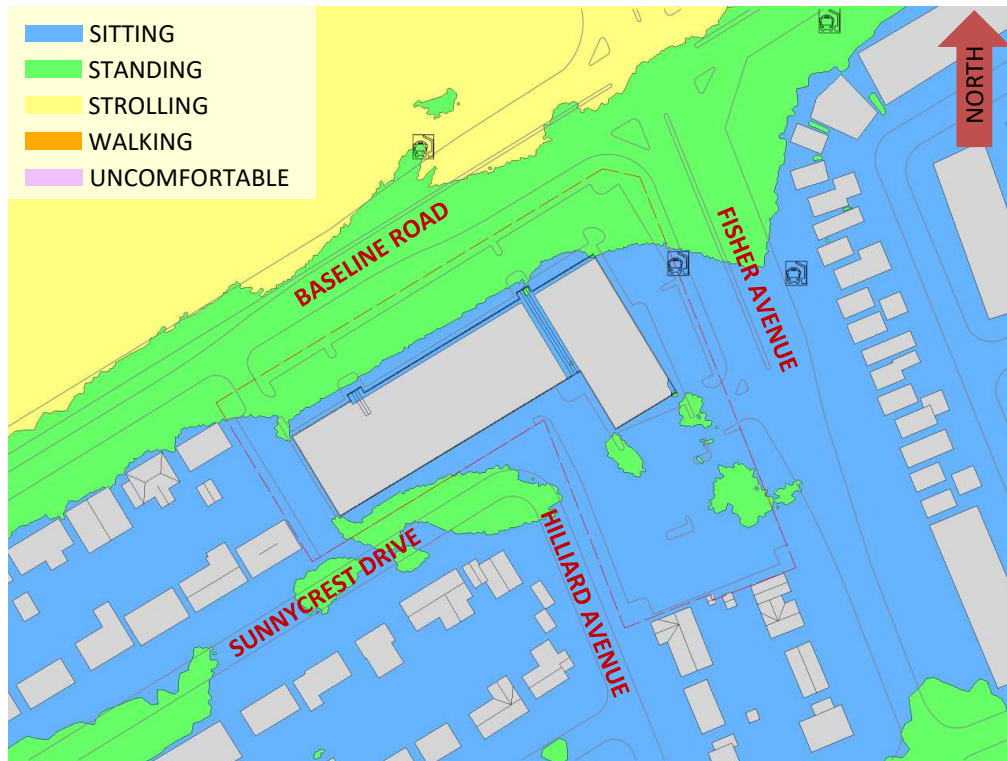 SITTING
STANDING
STROLLING
WALKING
UNCOMFORTABLE
NORTH
BASELINE ROAD
FISHER AVENUE
SUNNYCREST DRIVE
HILLIARD AVENUE